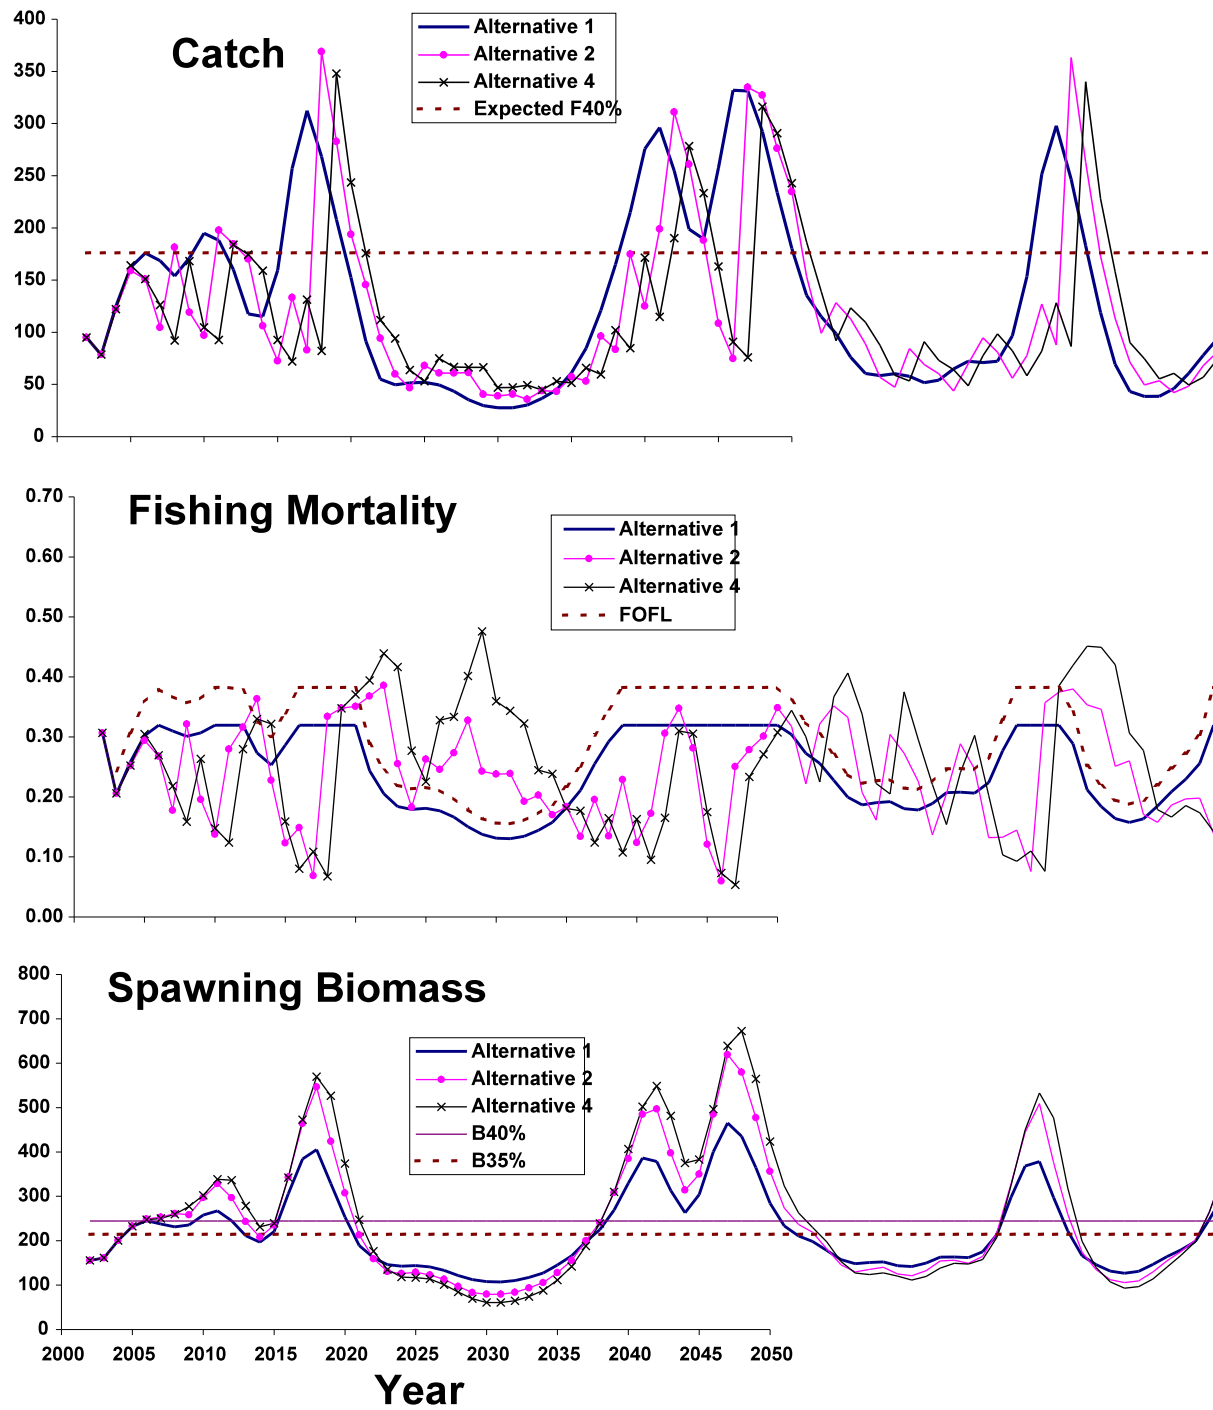 400
Catch
Alternative 1
350
Alternative 2
Alternative 4
300
Expected F40%
250
200
150
100
50
0
0.70
Fishing Mortality
Alternative 1
0.60
Alternative 2
Alternative 4
0.50
FOFL
0.40
0.30
0.20
0.10
0.00
800
Spawning Biomass
700
Alternative 1
600
Alternative 2
500
Alternative 4
B40%
400
B35%
300
200
100
0
2000 2005 2010 2015 2020 2025 2030 2035 2040 2045 2050
Year